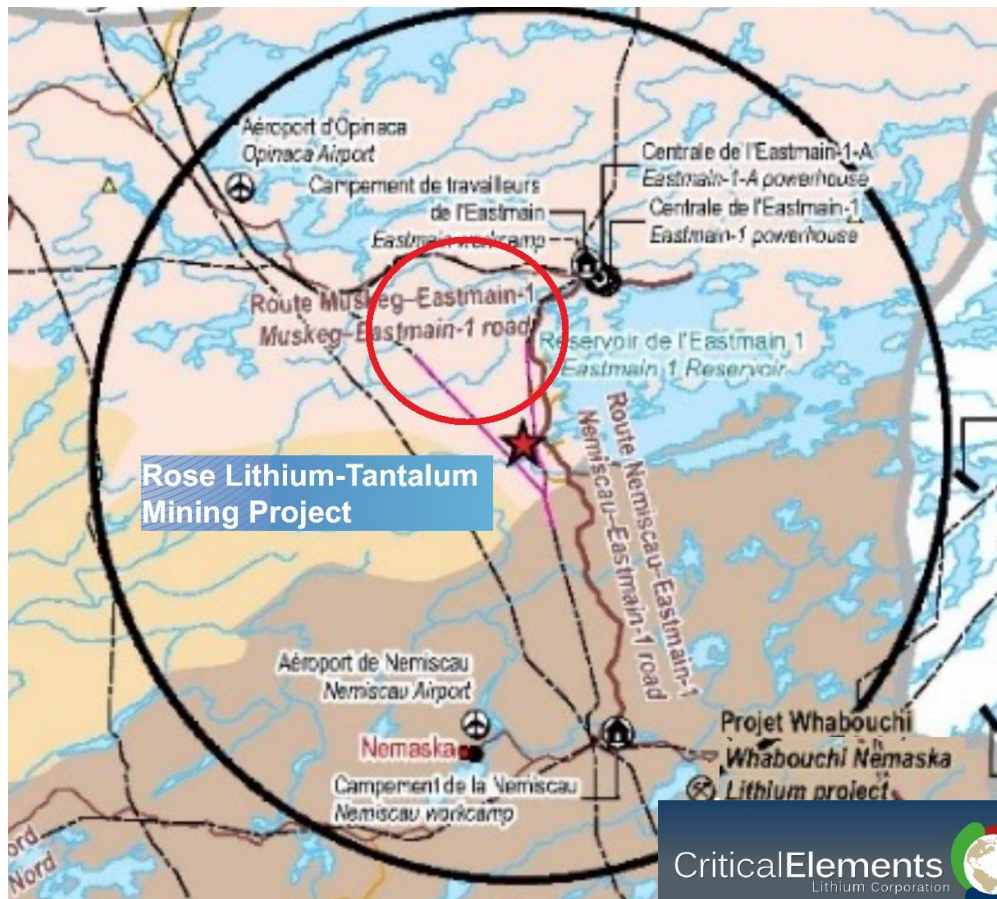 Aéroport d'Opinaca
Opinaca Airport
Centrale de l'Eastmain-1-A
Eastmain-1-A powerhouse
Campement de travailleurs
de l'Eastmain
Eastmain workcamp
Centrale de l'Eastmain-1
Eastmain-1 powerhouse
Route Muskeg–Eastmain-1
Muskeg–Eastmain-1 road
Réservoir de l'Eastmain 1
Eastmain 1 Reservoir
Route Nemiscau–Eastmain-1
Nemiscau–Eastmain-1 road
Rose Lithium-Tantalum
Mining Project
Aéroport de Nemiscau
Nemiscau Airport
Nemaska
Campement de la Nemiscau
Nemiscau workcamp
Projet Whabouchi
Whabouchi Nemaska
Lithium project
Nord
CriticalElements
Lithium Corporation